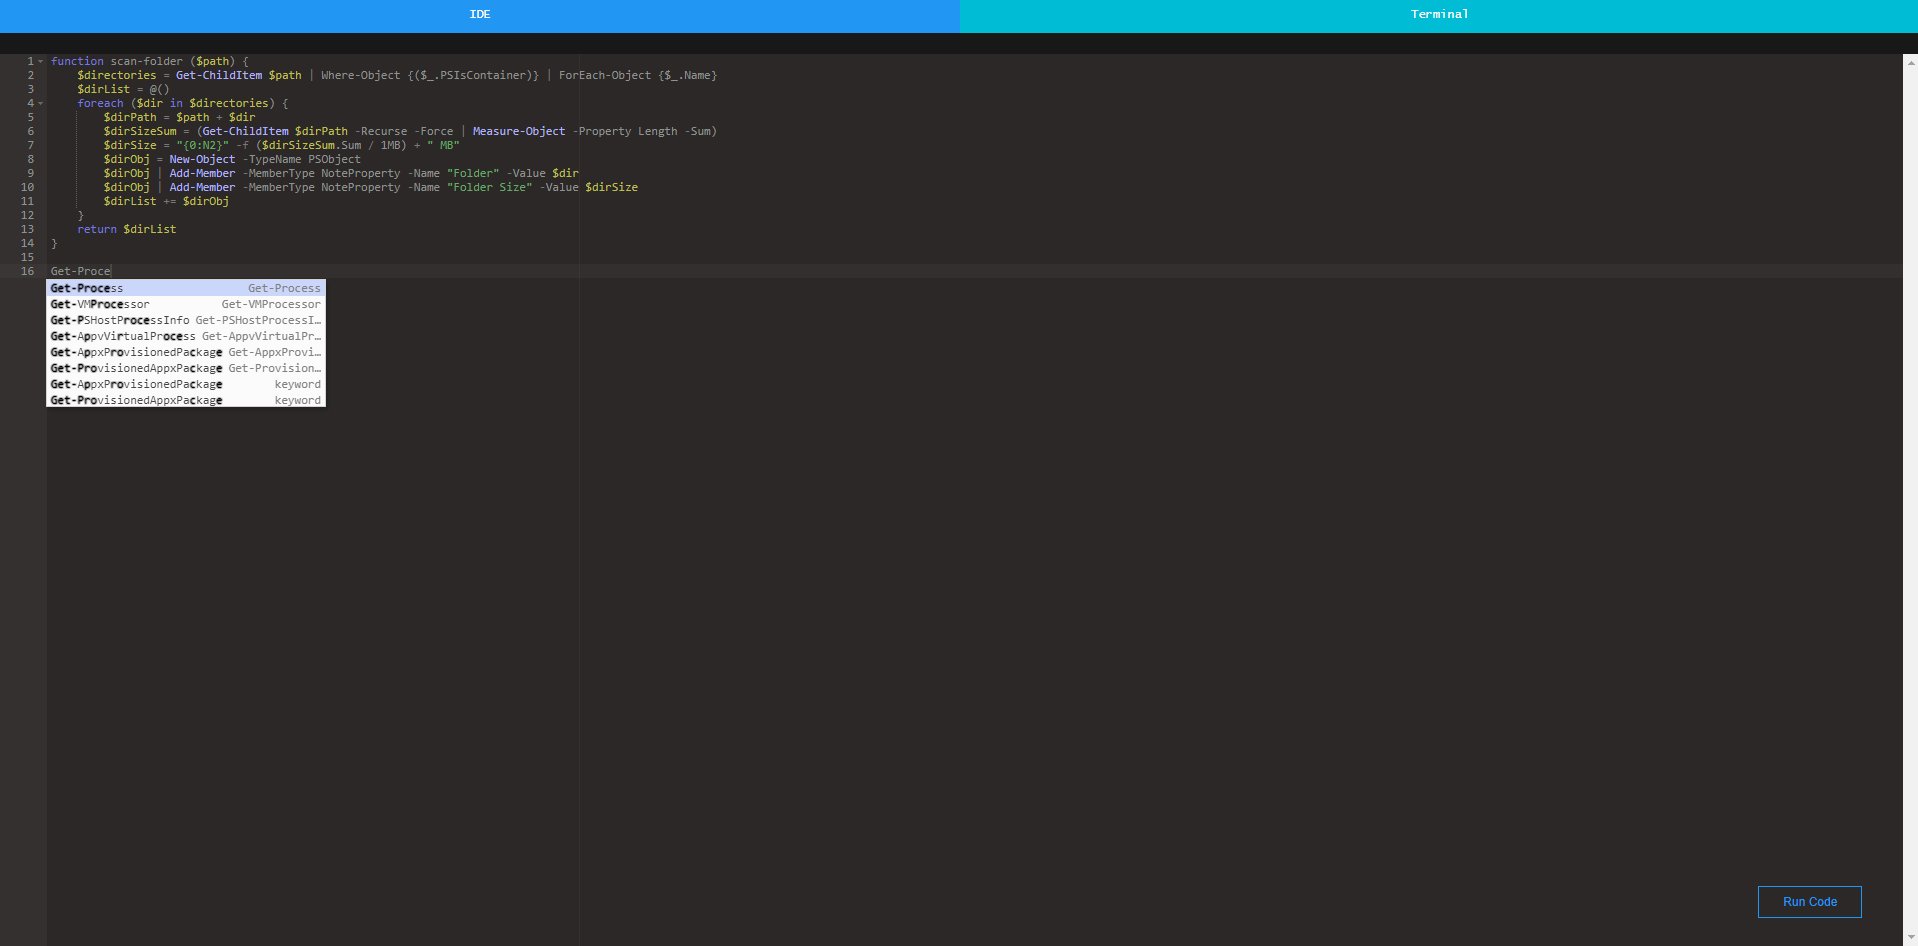 IDE
Terminal
1 function scan-folder ($path) {
2 $directories = Get-ChildItem $path | Where-Object {($_.PSIsContainer)} | ForEach-Object {$_.Name}
3 $dirList = @()
4 foreach ($dir in $directories) {
5 $dirPath = $path + $dir
6 $dirSizeSum = (Get-ChildItem $dirPath -Recurse -Force | Measure-Object -Property Length -Sum)
7 $dirSize = "{0:N2}" -f ($dirSizeSum.Sum / 1MB) + " MB"
8 $dirObj = New-Object -TypeName PSObject
9 $dirObj | Add-Member -MemberType NoteProperty -Name "Folder" -Value $dir
10 $dirObj | Add-Member -MemberType NoteProperty -Name "Folder Size" -Value $dirSize
11 $dirList += $dirObj
12 }
13 return $dirList
14 }
15
16 Get-Proce
Get-Process Get-Process
Get-VMProcessor Get-VMProcessor
Get-PSHostProcessInfo Get-PSHostProcessI…
Get-AppvVirtualProcess Get-AppvVirtualPr…
Get-AppxProvisionedPackage Get-AppxProvi…
Get-ProvisionedAppxPackage Get-Provision…
Get-AppxProvisionedPackage keyword
Get-ProvisionedAppxPackage keyword
Run Code